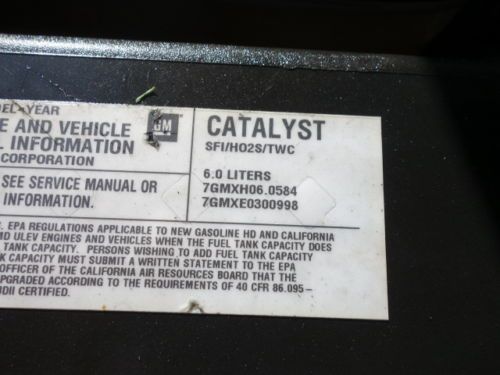 DEL-YEAR
E AND VEHICLE
L INFORMATION
CORPORATION
GM
SEE SERVICE MANUAL OR
INFORMATION.
CATALYST
SFI/HO2S/TWC
6.0 LITERS
7GMXH06.0584
7GMXE0300998
. EPA REGULATIONS APPLICABLE TO NEW GASOLINE HD AND CALIFORNIA
MD ULEV ENGINES AND VEHICLES WHEN THE FUEL TANK CAPACITY DOES
TANK CAPACITY. PERSONS WISHING TO ADD FUEL TANK CAPACITY
K CAPACITY MUST SUBMIT A WRITTEN STATEMENT TO THE EPA
OFFICER OF THE CALIFORNIA AIR RESOURCES BOARD THAT THE
UPGRADED ACCORDING TO THE REQUIREMENTS OF 40 CFR 86.095-
BDII CERTIFIED.